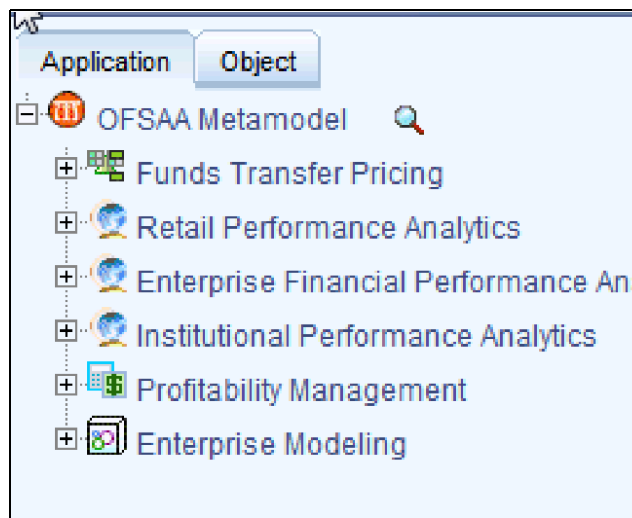 Application Object
OFSAA Metamodel
Funds Transfer Pricing
Retail Performance Analytics
Enterprise Financial Performance An
Institutional Performance Analytics
Profitability Management
Enterprise Modeling